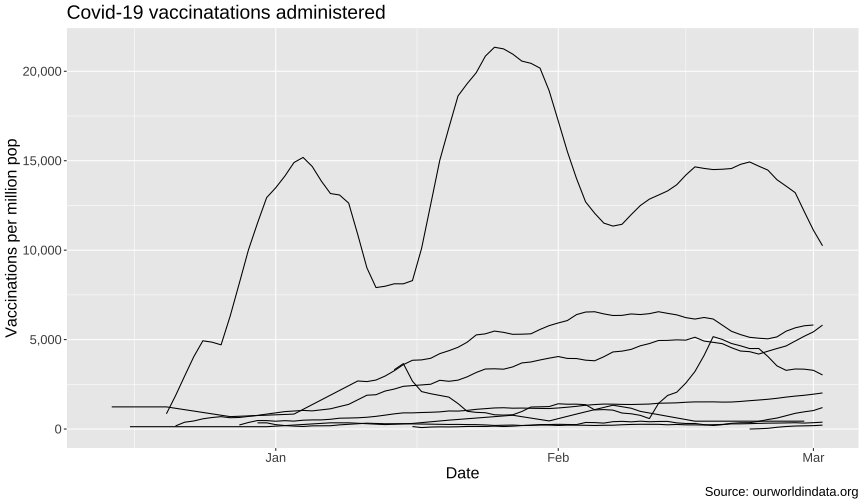 Covid-19 vaccinatations administered
Vaccinations per million pop
20,000
15,000
10,000
5,000
0
Jan
Feb
Mar
Date
Source: ourworldindata.org